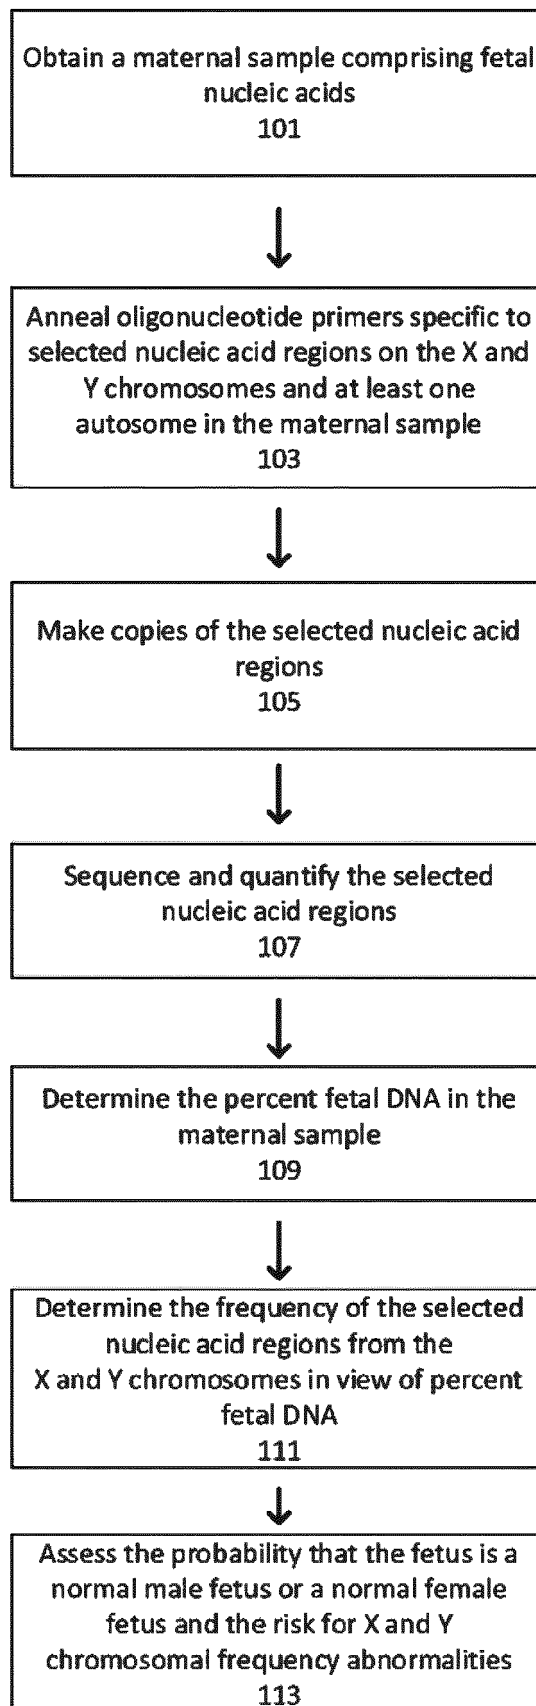 Obtain a maternal sample comprising fetal
nucleic acids
101
Anneal oligonucleotide primers specific to
selected nucleic acid regions on the X and
Y chromosomes and at least one
autosome in the maternal sample
103
Make copies of the selected nucleic acid
regions
105
Sequence and quantify the selected
nucleic acid regions
107
Determine the percent fetal DNA in the
maternal sample
109
Determine the frequency of the selected
nucleic acid regions from the
X and Y chromosomes in view of percent
fetal DNA
111
Assess the probability that the fetus is a
normal male fetus or a normal female
fetus and the risk for X and Y
chromosomal frequency abnormalities
113